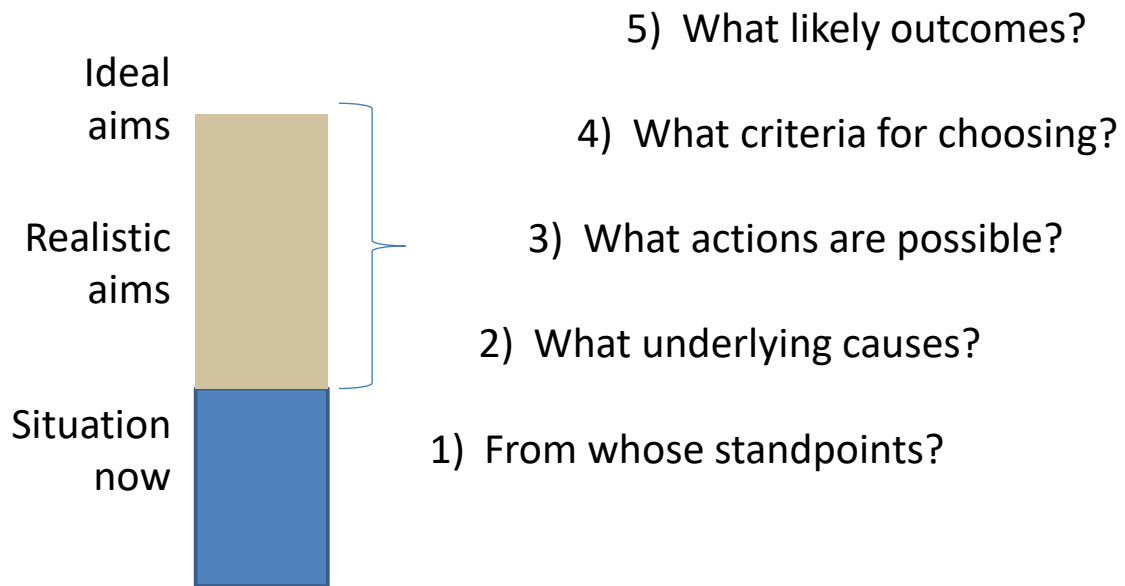 5) What likely outcomes?
Ideal
aims
4) What criteria for choosing?
Realistic
aims
3) What actions are possible?
2) What underlying causes?
Situation
now
1) From whose standpoints?